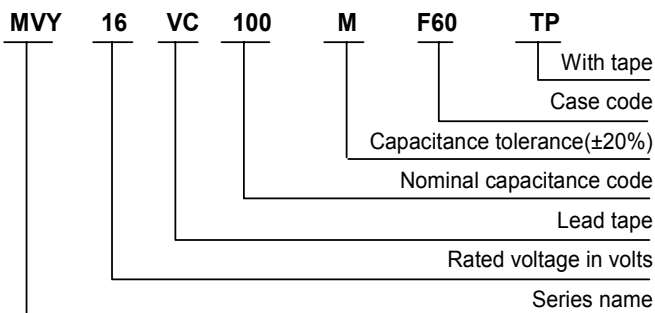 MVY 16 VC 100 M F60 TP
With tape
Case code
Capacitance tolerance(±20%)
Nominal capacitance code
Lead tape
Rated voltage in volts
Series name